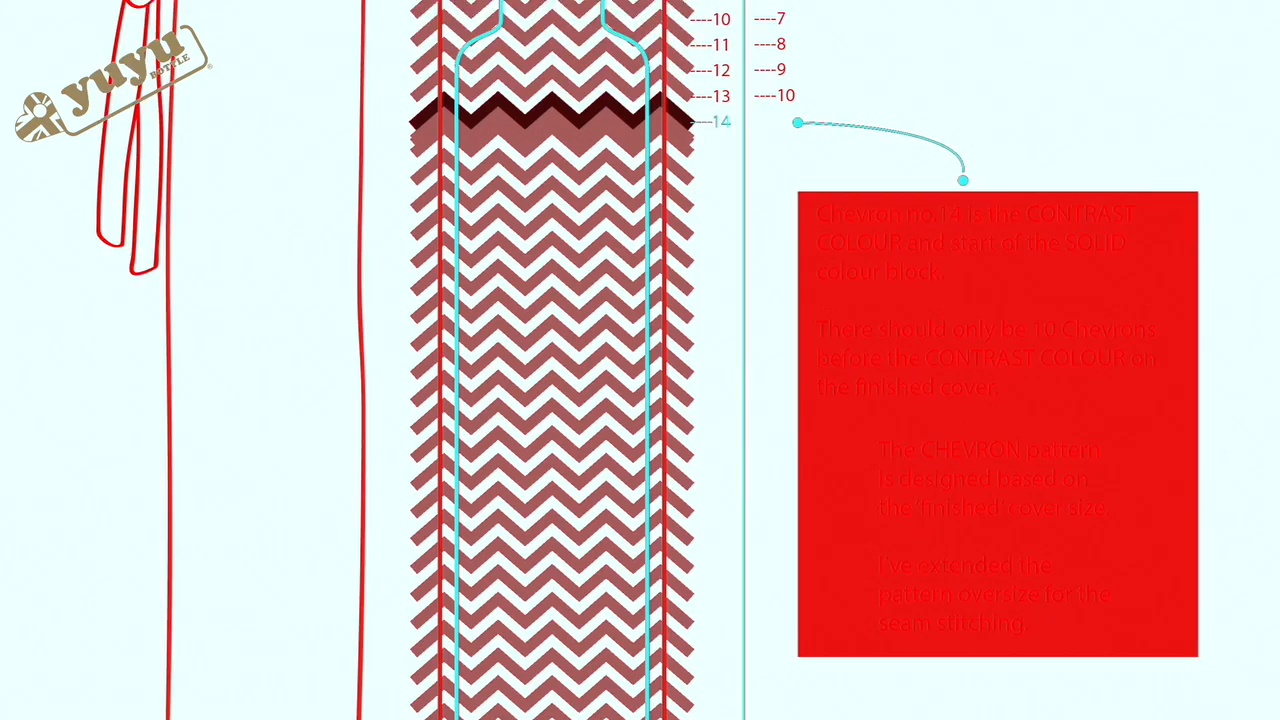 yuyu
BOTTLE
----10 ----7
----11 ----8
----12 ----9
----13 ----10
----14
Chevron no.14 is the CONTRAST
COLOUR and start of the SOLID
colour block.
There should only be 10 Chevrons
before the CONTRAST COLOUR on
the finished cover.
The CHEVRON pattern
is designed based on
the 'finished' cover size.
I've extended the
pattern oversize for the
seam stitching.